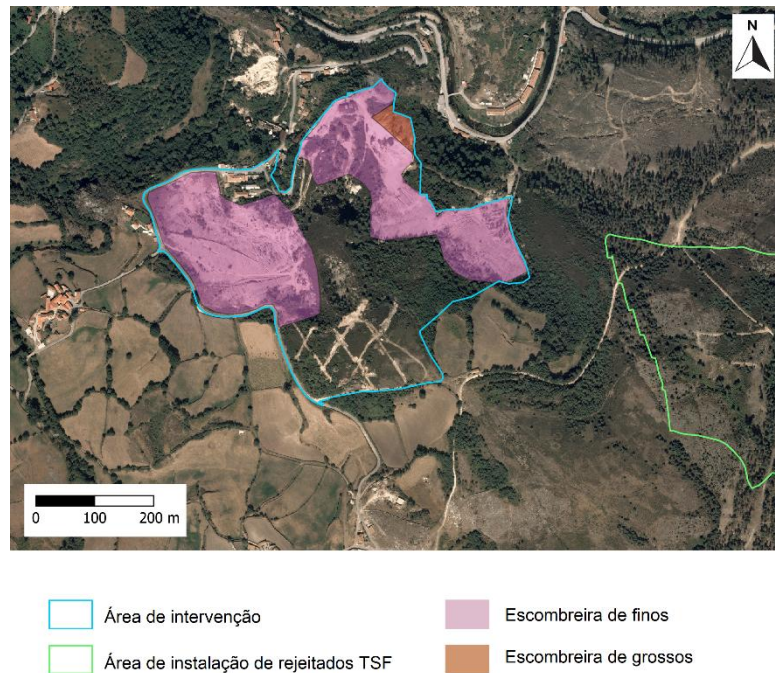 N
0 100 200 m
Área de intervenção
Escombreira de finos
Área de instalação de rejeitados TSF
Escombreira de grossos